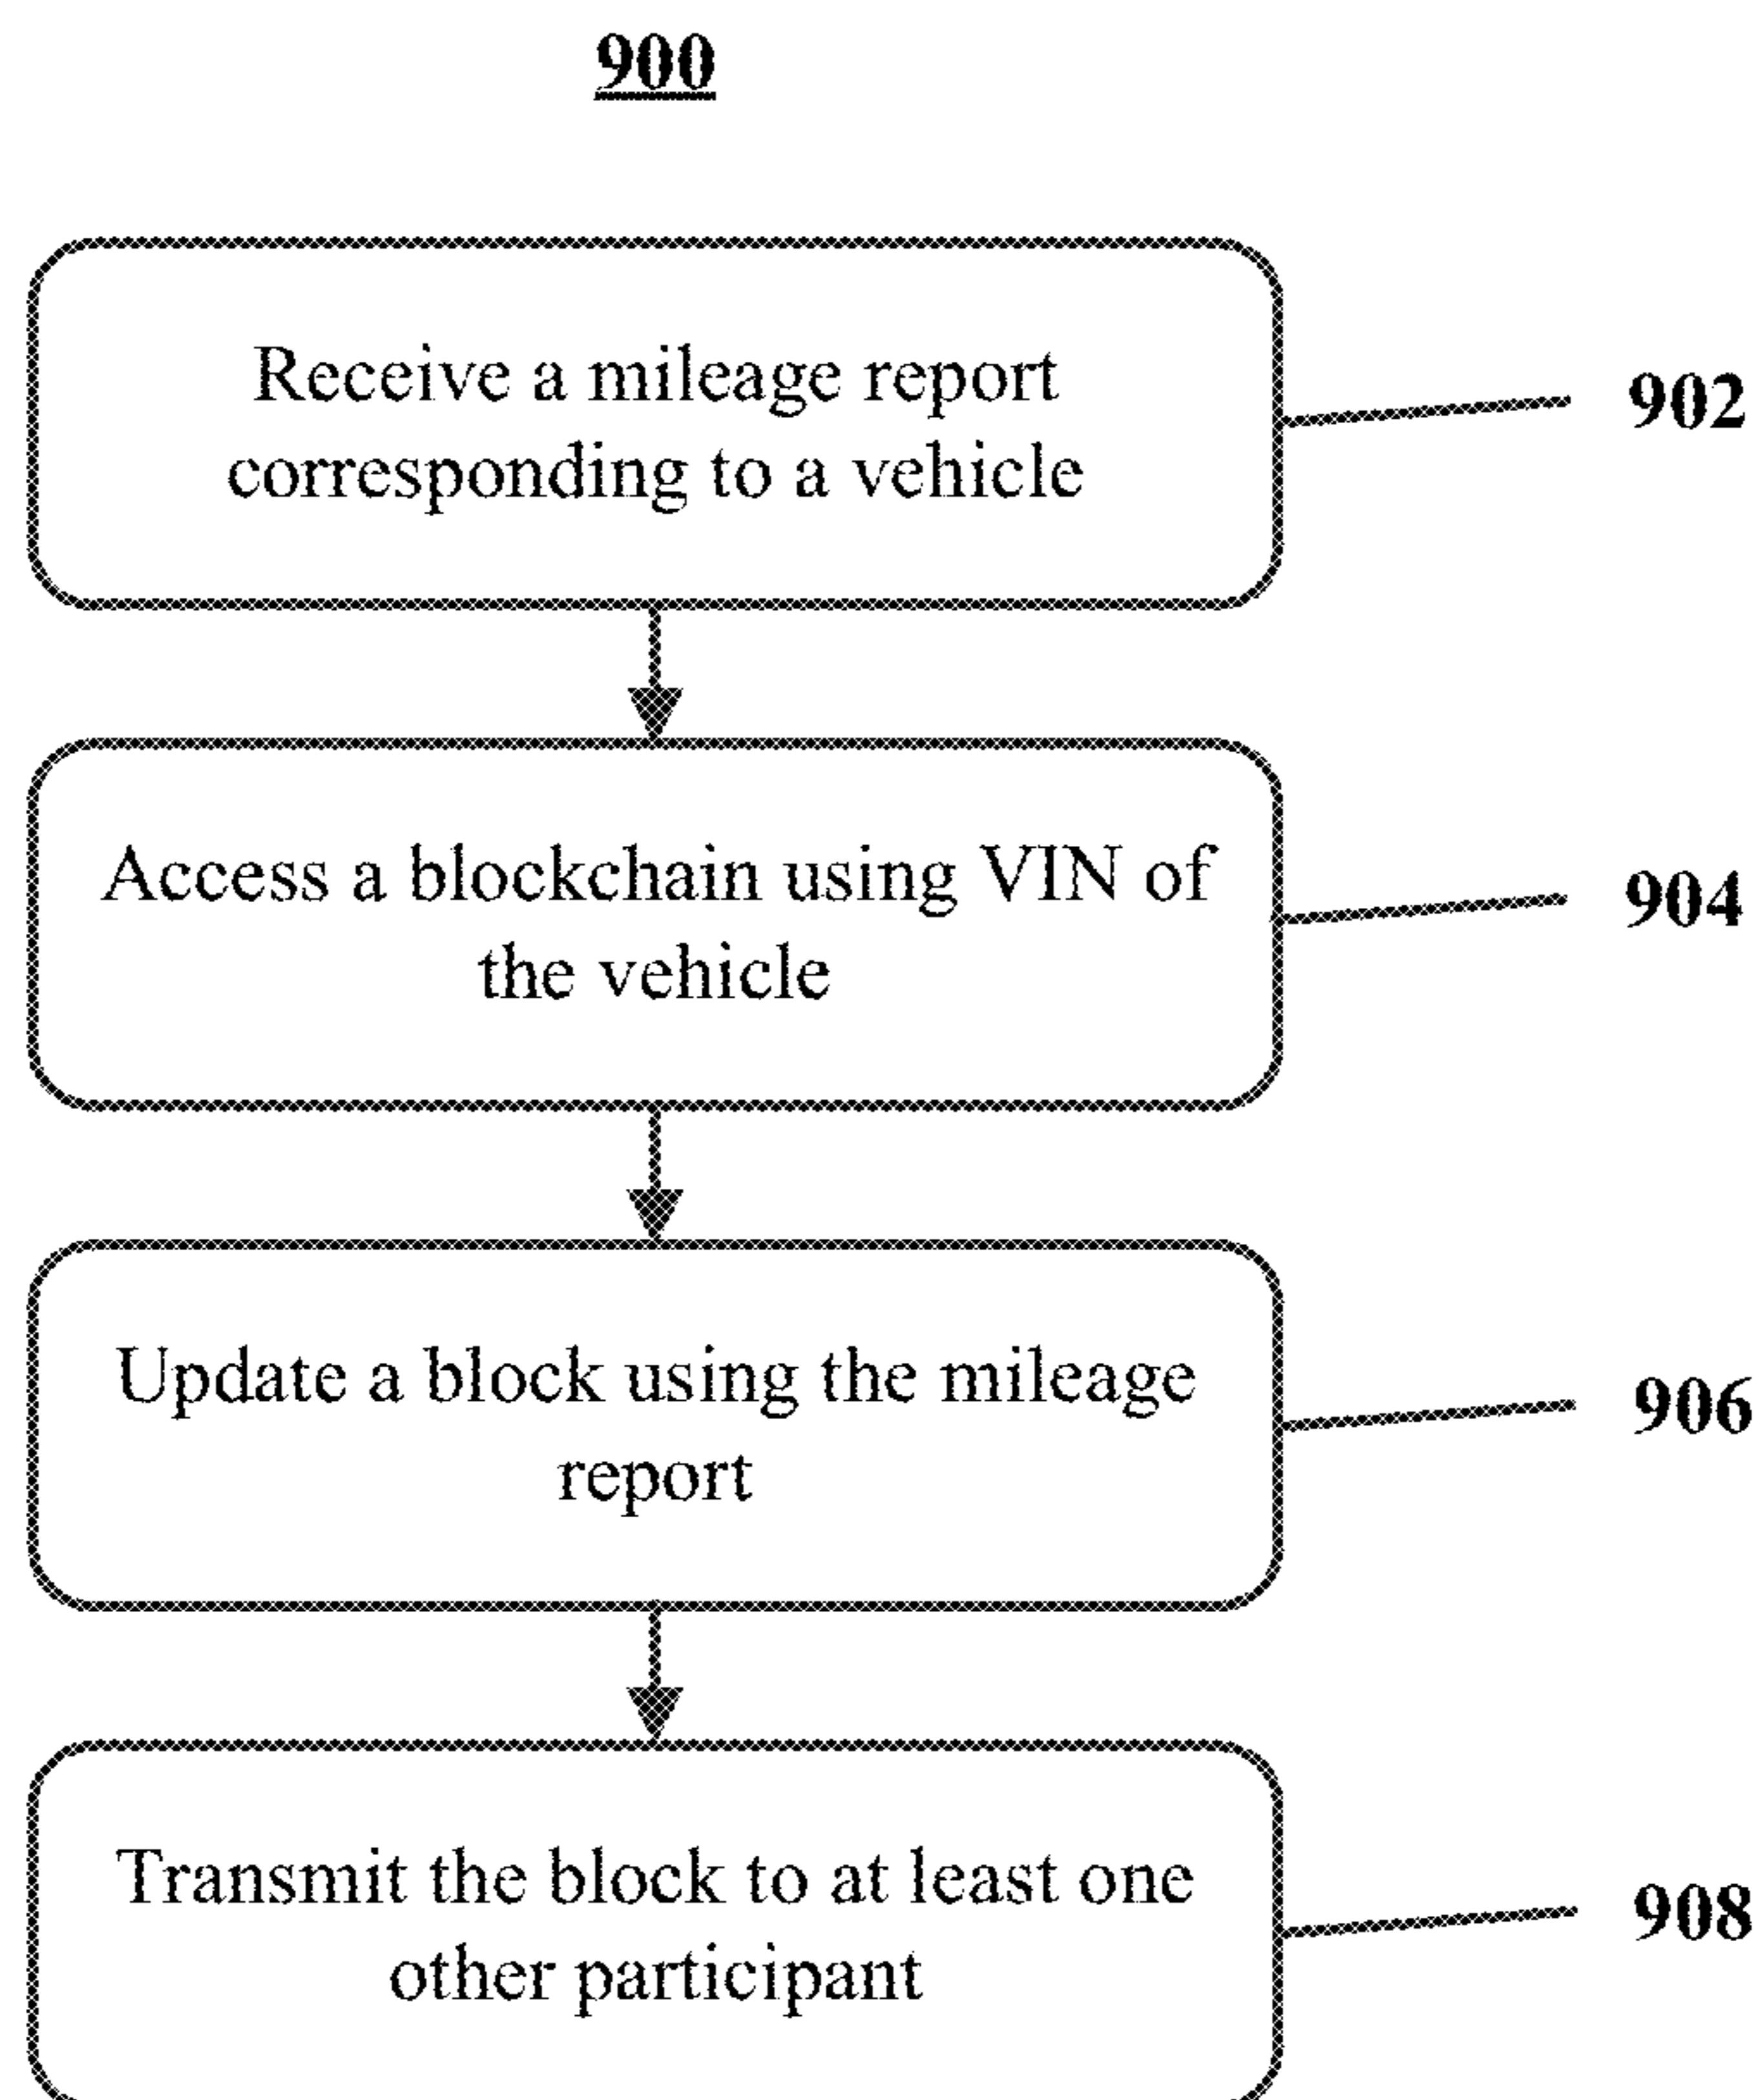 900
Receive a mileage report
corresponding to a vehicle
902
Access a blockchain using VIN of
the vehicle
904
Update a block using the mileage
report
906
Transmit the block to at least one
other participant
908